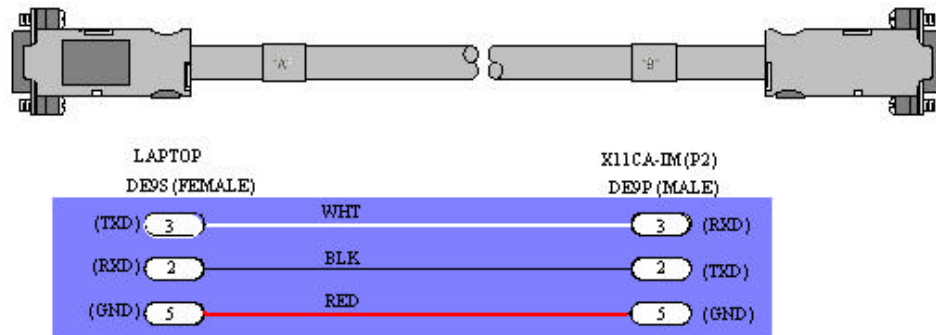 "A" "B"
LAPTOP X11CA-IM (P2)
DE9S (FEMALE) DE9P (MALE)
(TXD) 3 WHT 3 (RXD)
(RXD) 2 BLK 2 (TXD)
(GND) 5 RED 5 (GND)